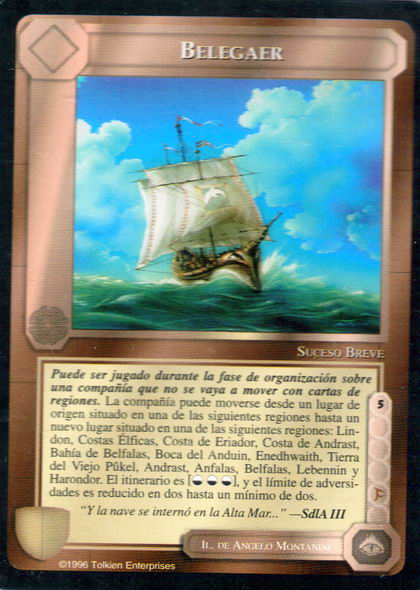 BELEGAER
SUCESO BREVE
Puede ser jugado durante la fase de organización sobre
una compañía que no se vaya a mover con cartas de
regiones. La compañía puede moverse desde un lugar de
origen situado en una de las siguientes regiones hasta un
nuevo lugar situado en una de las siguientes regiones: Lin-
don, Costas Élficas, Costa de Eriador, Costa de Andrast,
Bahía de Belfalas, Boca del Anduin, Enedhwaith, Tierra
del Viejo Pûkel, Andrast, Anfalas, Belfalas, Lebennin y
Harondor. El itinerario es [], y el límite de adversi-
dades es reducido en dos hasta un mínimo de dos.
"Y la nave se internó en la Alta Mar..." —SdlA III
5
IL. DE ANGELO MONTANINI
©1996 Tolkien Enterprises